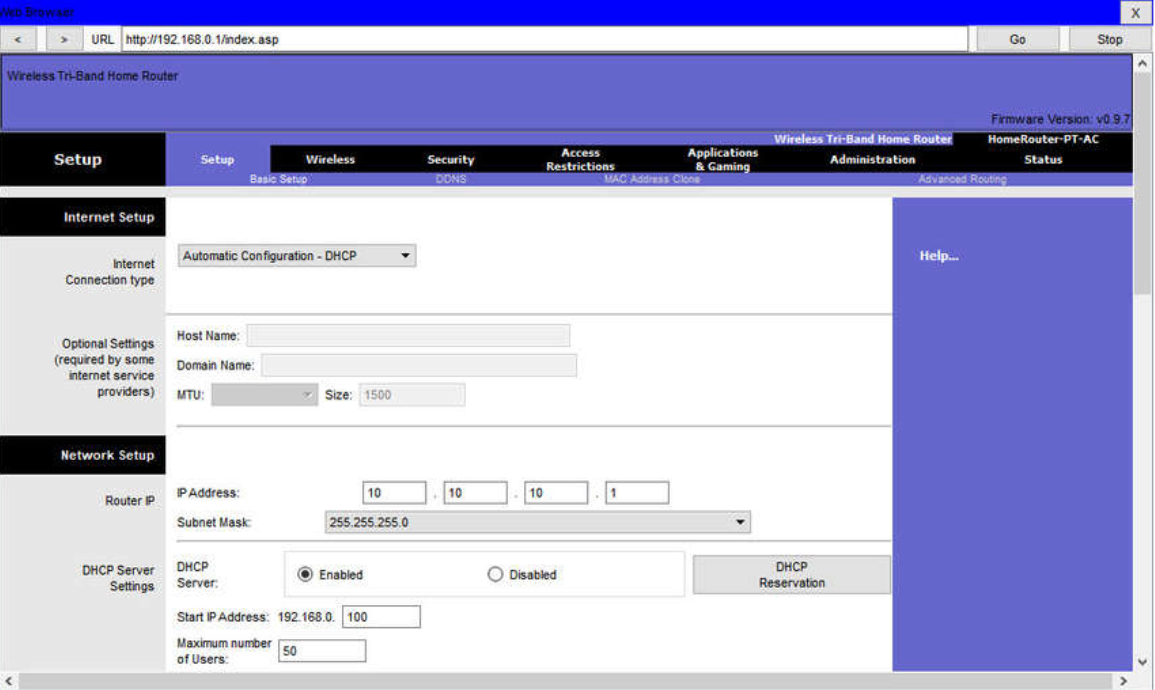 Web Browser
X
<
>
URL
http://192.168.0.1/index.asp
Go
Stop
Wireless Tri-Band Home Router
Firmware Version: v0.9.7
Wireless Tri-Band Home Router
HomeRouter-PT-AC
Setup
Setup
Wireless
Security
Access
Restrictions
Applications
& Gaming
Administration
Status
Basic Setup
DDNS
MAC Address Clone
Advanced Routing
Internet Setup
Internet
Connection type
Automatic Configuration - DHCP
Help...
Optional Settings
(required by some
internet service
providers)
Host Name:
Domain Name:
MTU:
Size: 1500
Network Setup
Router IP
IP Address: 10 . 10 . 10 . 1
Subnet Mask: 255.255.255.0
DHCP Server
Settings
DHCP
Server:
Enabled
Disabled
DHCP
Reservation
Start IP Address: 192.168.0. 100
Maximum number
of Users:
50